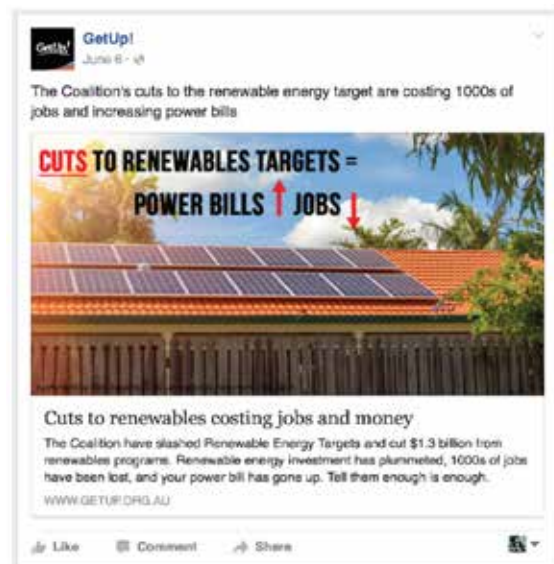 GetUp!
GetUp!
June 6 ·
The Coalition's cuts to the renewable energy target are costing 1000s of
jobs and increasing power bills
CUTS TO RENEWABLES TARGETS =
POWER BILLS ↑ JOBS ↓
Cuts to renewables costing jobs and money
The Coalition have slashed Renewable Energy Targets and cut $1.3 billion from
renewables programs. Renewable energy investment has plummeted, 1000s of jobs
have been lost, and your power bill has gone up. Tell them enough is enough.
WWW.GETUP.ORG.AU
Like Comment Share